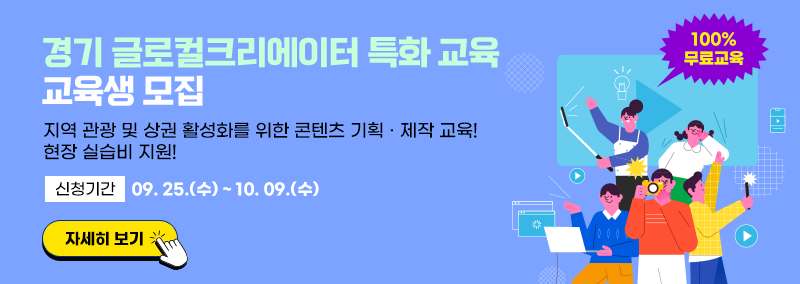 경기 글로컬크리에이터 특화 교육
교육생 모집
100%
무료교육
지역 관광 및 상권 활성화를 위한 콘텐츠 기획 · 제작 교육!
현장 실습비 지원!
신청기간 09. 25.(수) ~ 10. 09.(수)
자세히 보기